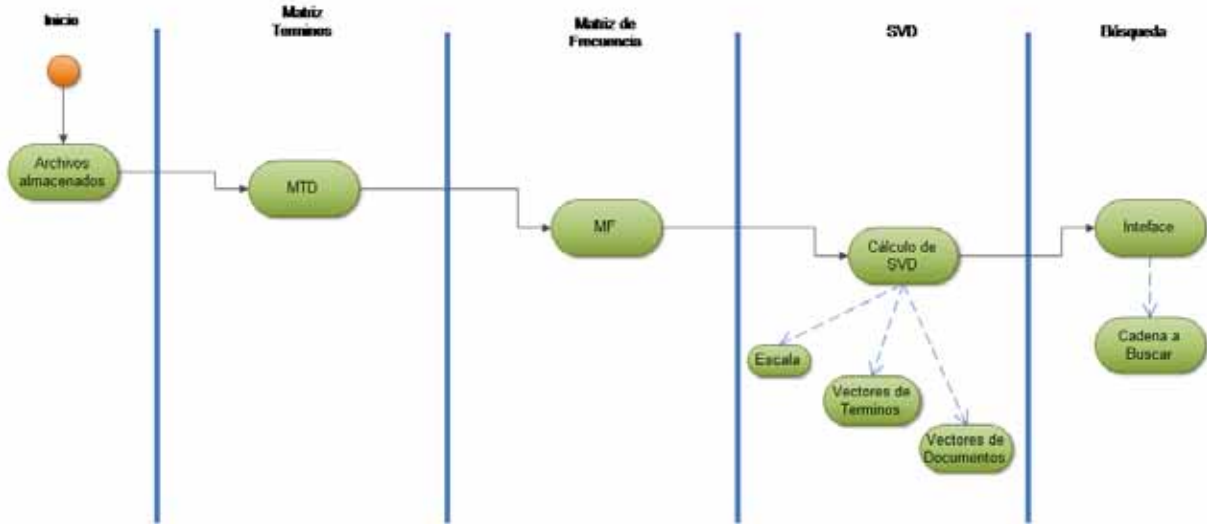 Inicio
Matriz
Terminos
Matriz de
Frecuencia
SVD
Búsqueda
Archivos
almacenados
MTD
MF
Cálculo de
SVD
Inteface
Escala
Vectores de
Terminos
Vectores de
Documentos
Cadena a
Buscar